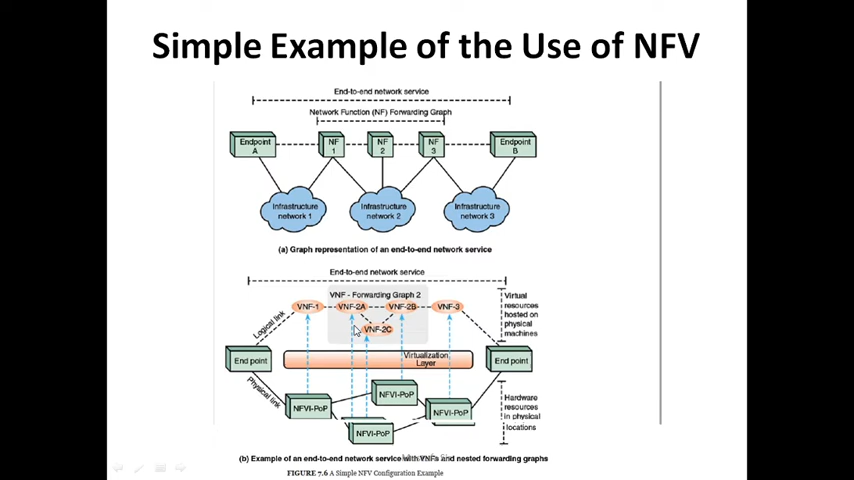 Simple Example of the Use of NFV
End-to-end network service
Network Function (NF) Forwarding Graph
Endpoint
A
NF
1
NF
2
NF
3
Endpoint
B
Infrastructure
network 1
Infrastructure
network 2
Infrastructure
network 3
(a) Graph representation of an end-to-end network service
End-to-end network service
VNF - Forwarding Graph 2
VNF-1
VNF-2A
VNF-2B
VNF-3
VNF-2C
Logical link
Virtual
resources
hosted on
physical
machines
End point
Virtualization
Layer
End point
Physical link
NFVI-PoP
NFVI-PoP
NFVI-PoP
NFVI-PoP
Hardware
resources
in physical
locations
(b) Example of an end-to-end network service with VNFs and nested forwarding graphs
FIGURE 7.6 A Simple NFV Configuration Example